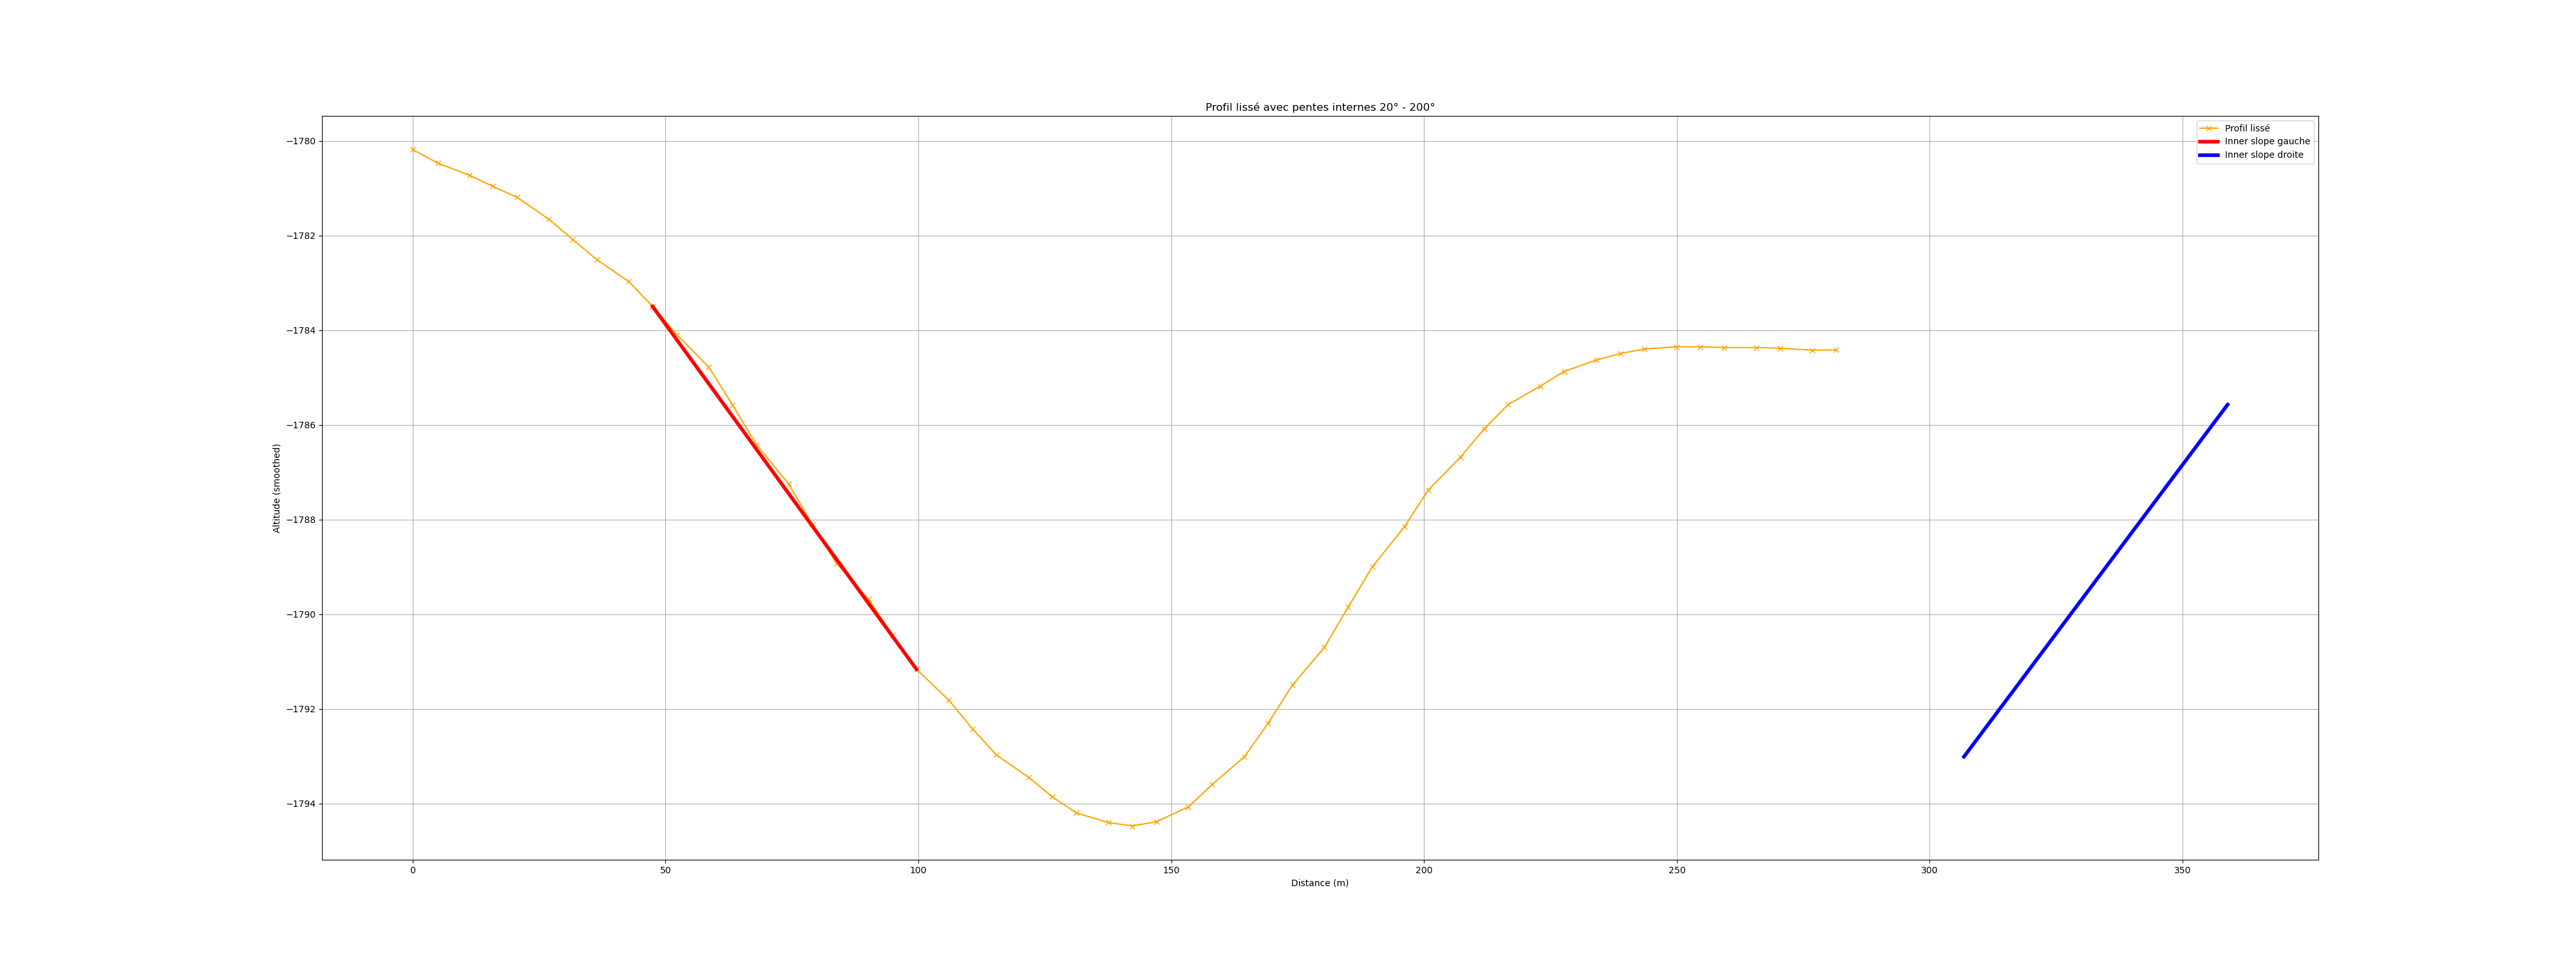 Profil lissé avec pentes internes 20° - 200°
Profil lissé
Inner slope gauche
Inner slope droite
−1780
−1782
−1784
−1786
−1788
−1790
−1792
−1794
Altitude (smoothed)
0 50 100 150 200 250 300 350
Distance (m)